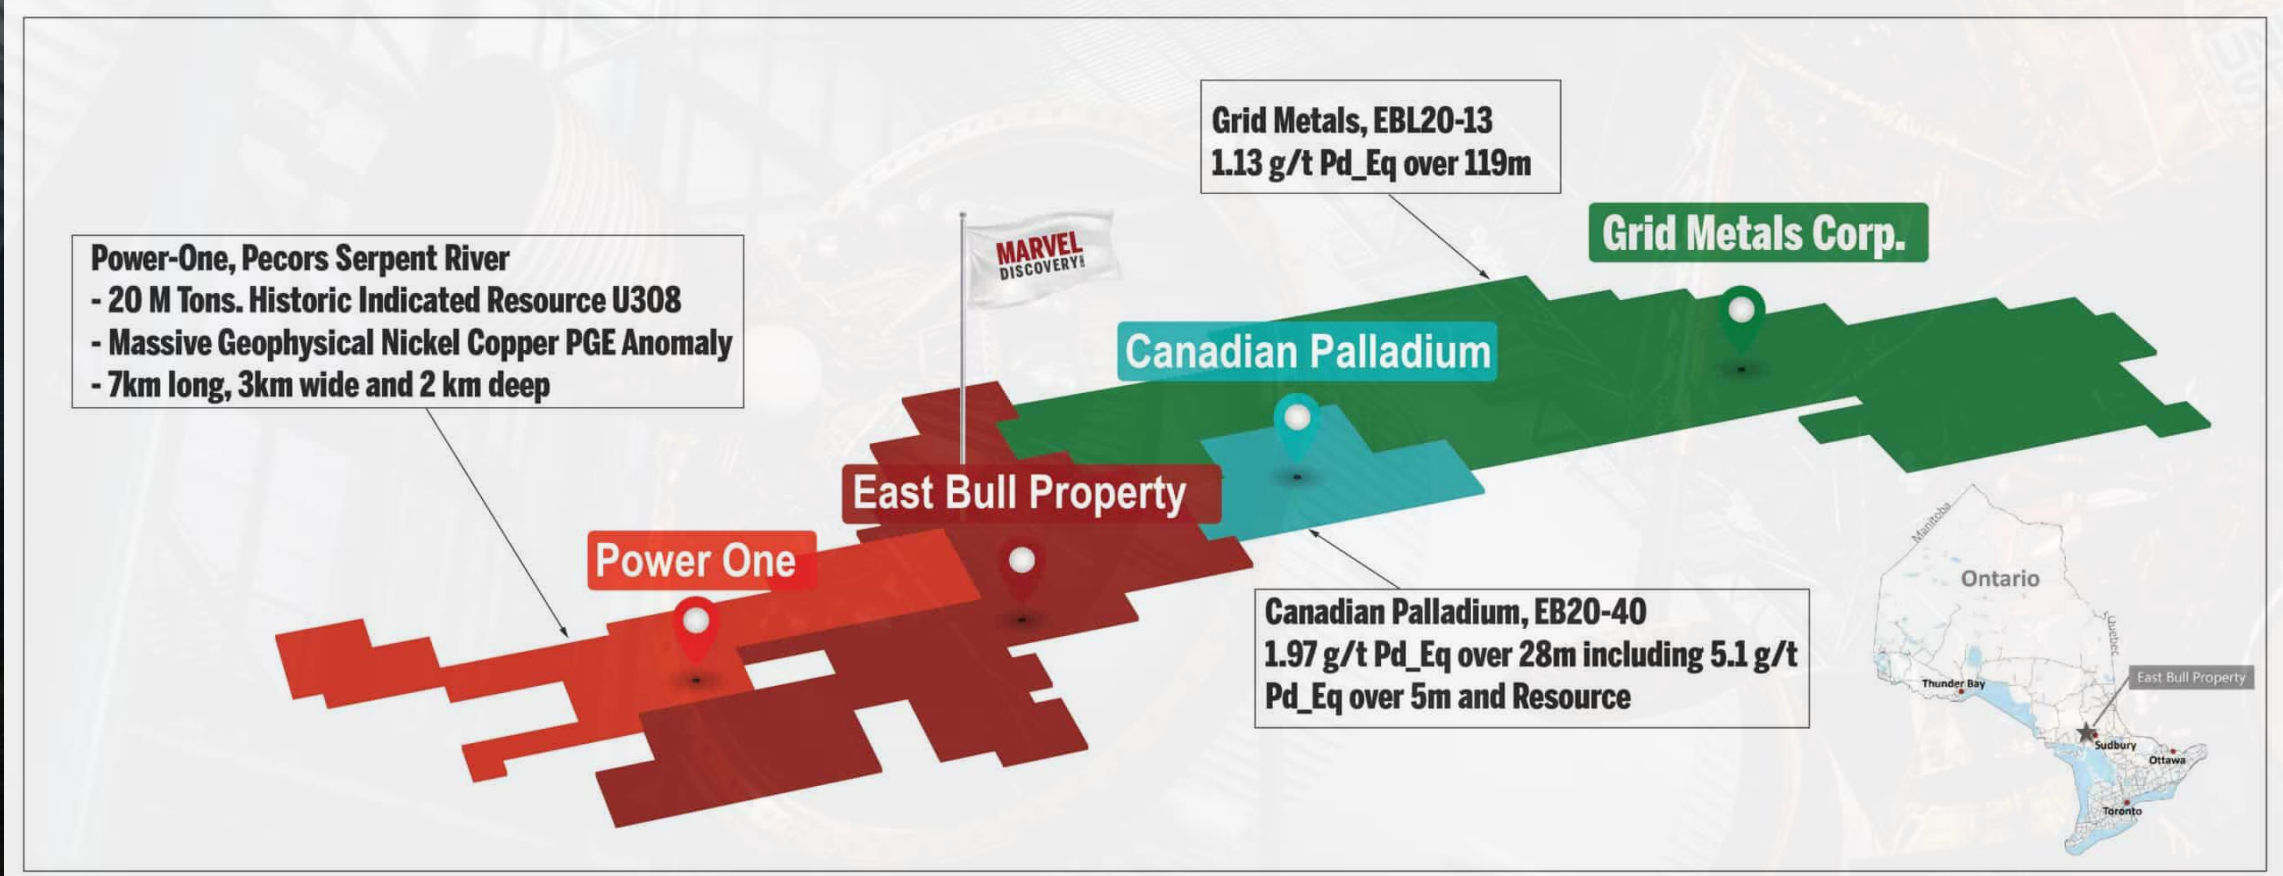 Grid Metals, EBL20-13
1.13 g/t Pd_Eq over 119m
Grid Metals Corp.
MARVEL
DISCOVERY
Power-One, Pecors Serpent River
- 20 M Tons. Historic Indicated Resource U308
- Massive Geophysical Nickel Copper PGE Anomaly
- 7km long, 3km wide and 2 km deep
Canadian Palladium
East Bull Property
Power One
Canadian Palladium, EB20-40
1.97 g/t Pd_Eq over 28m including 5.1 g/t
Pd_Eq over 5m and Resource
Manitoba
Ontario
Quebec
Thunder Bay
East Bull Property
Sudbury
Ottawa
Toronto